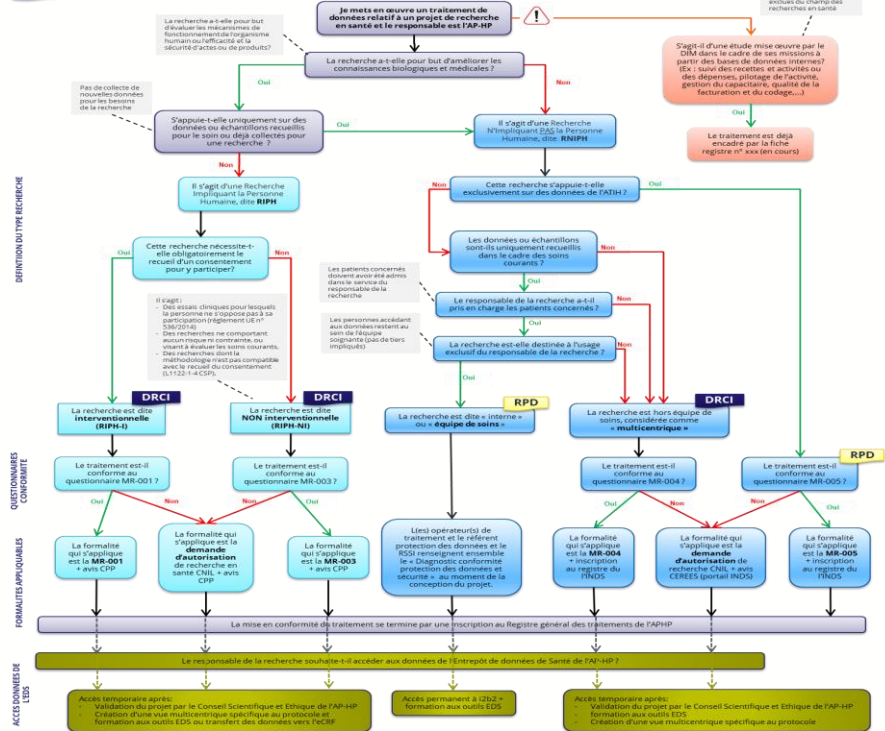 exclues du champ des
recherches en santé
La recherche a-t-elle pour but
d'évaluer les mécanismes de
fonctionnement de l'organisme
humain ou l'efficacité et la
sécurité d'actes ou de produits?
Je mets en œuvre un traitement de
données relatif à un projet de recherche
en santé et le responsable est l'AP-HP
La recherche a-t-elle pour but d'améliorer les
connaissances biologiques et médicales ?
S'agit-il d'une étude mise œuvre par le
DIM dans le cadre de ses missions à
partir des bases de données internes?
(Ex : suivi des recettes et activités ou
des dépenses, pilotage de l'activité,
gestion du capacitaire, qualité de la
facturation et du codage,...)
Oui
Non
Oui
Le traitement est déjà
encadré par la fiche
registre n° xxx (en cours)
Pas de collecte de
nouvelles données
pour les besoins
de la recherche
S'appuie-t-elle uniquement sur des
données ou échantillons recueillis
pour le soin ou déjà collectés pour
une recherche ?
Oui
Il s'agit d'une Recherche
N'Impliquant PAS la Personne
Humaine, dite RNIPH
Non
DEFINITION DU TYPE RECHERCHE
Il s'agit d'une Recherche
Impliquant la Personne
Humaine, dite RIPH
Non
Cette recherche s'appuie-t-elle
exclusivement sur des données de l'ATIH ?
Oui
Cette recherche nécessite-t-
elle obligatoirement le
recueil d'un consentement
pour y participer?
Oui
Non
Les données ou échantillons
sont-ils uniquement recueillis
dans le cadre des soins
courants ?
Oui
Non
Les patients concernés
doivent avoir été admis
dans le service du
responsable de la
recherche
Le responsable de la recherche a-t-il
pris en charge les patients concernés ?
Oui
Non
Il s'agit :
- Des essais cliniques pour lesquels
la personne ne s'oppose pas à sa
participation (règlement UE n°
536/2014)
- Des recherches ne comportant
aucun risque ni contrainte, ou
visant à évaluer les soins courants,
- Des recherches dont la
méthodologie n'est pas compatible
avec le recueil du consentement
(L1122-1-4 CSP).
Les personnes accédant
aux données restent au
sein de l'équipe
soignante (pas de tiers
impliqués)
La recherche est-elle destinée à l'usage
exclusif du responsable de la recherche ?
Oui
Non
DRCI
La recherche est dite
interventionnelle
(RIPH-I)
DRCI
La recherche est dite
NON interventionnelle
(RIPH-NI)
RPD
La recherche est dite « interne »
ou « équipe de soins »
DRCI
La recherche est hors équipe de
soins, considérée comme
« multicentrique »
QUESTIONNAIRES
CONFORMITE
Le traitement est-il
conforme au
questionnaire MR-001 ?
Le traitement est-il
conforme au
questionnaire MR-003 ?
Le traitement est-il
conforme au
questionnaire MR-004 ?
RPD
Le traitement est-il
conforme au
questionnaire MR-005 ?
Oui
Non
Non
Oui
Oui
Non
Non
Oui
FORMALITES APPLIQUABLES
La formalité
qui s'applique
est la MR-001
+ avis CPP
La formalité qui
s'applique est la
demande
d'autorisation
de recherche en
santé CNIL + avis
CPP
La formalité
qui s'applique
est la MR-003
+ avis CPP
L(es) opérateur(s) de
traitement et le référent
protection des données et le
RSSI renseignent ensemble
le « Diagnostic conformité
protection des données et
sécurité » au moment de la
conception du projet.
La formalité
qui s'applique
est la MR-004
+ inscription
au registre de
l'INDS
La formalité qui
s'applique est la
demande
d'autorisation de
recherche CNIL + avis
CEREES (portail INDS)
La formalité
qui s'applique
est la MR-005
+ inscription
au registre de
l'INDS
La mise en conformité du traitement se termine par une inscription au Registre général des traitements de l'APHP
ACCES DONNEES DE
L'EDS
Le responsable de la recherche souhaite-t-il accéder aux données de l'Entrepôt de données de Santé de l'AP-HP ?
Accès temporaire après:
- Validation du projet par le Conseil Scientifique et Ethique de l'AP-HP
- Création d'une vue multicentrique spécifique au protocole et
formation aux outils EDS ou transfert des données vers l'eCRF
Accès permanent à i2b2 +
formation aux outils EDS
Accès temporaire après:
- Validation du projet par le Conseil Scientifique et Ethique de l'AP-HP
- formation aux outils EDS
- Création d'une vue multicentrique spécifique au protocole